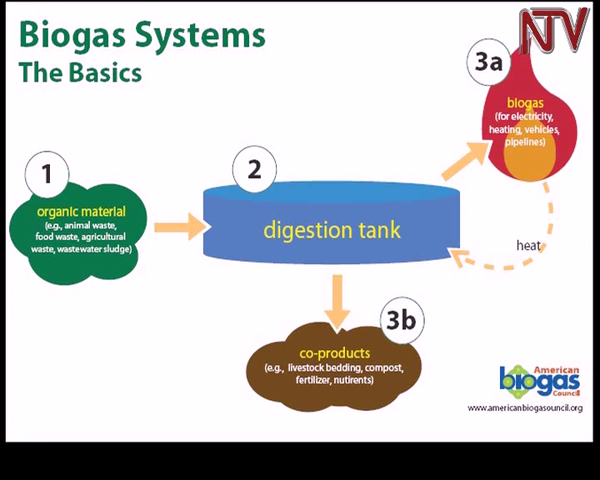 Biogas Systems
The Basics
NTV
3a
biogas
(for electricity,
heating, vehicles,
pipelines)
1
2
organic material
(e.g., animal waste,
food waste, agricultural
waste, wastewater sludge)
digestion tank
heat
3b
co-products
(e.g., livestock bedding, compost,
fertilizer, nutirents)
American
biogas
Council
www.americanbiogasouncil.org